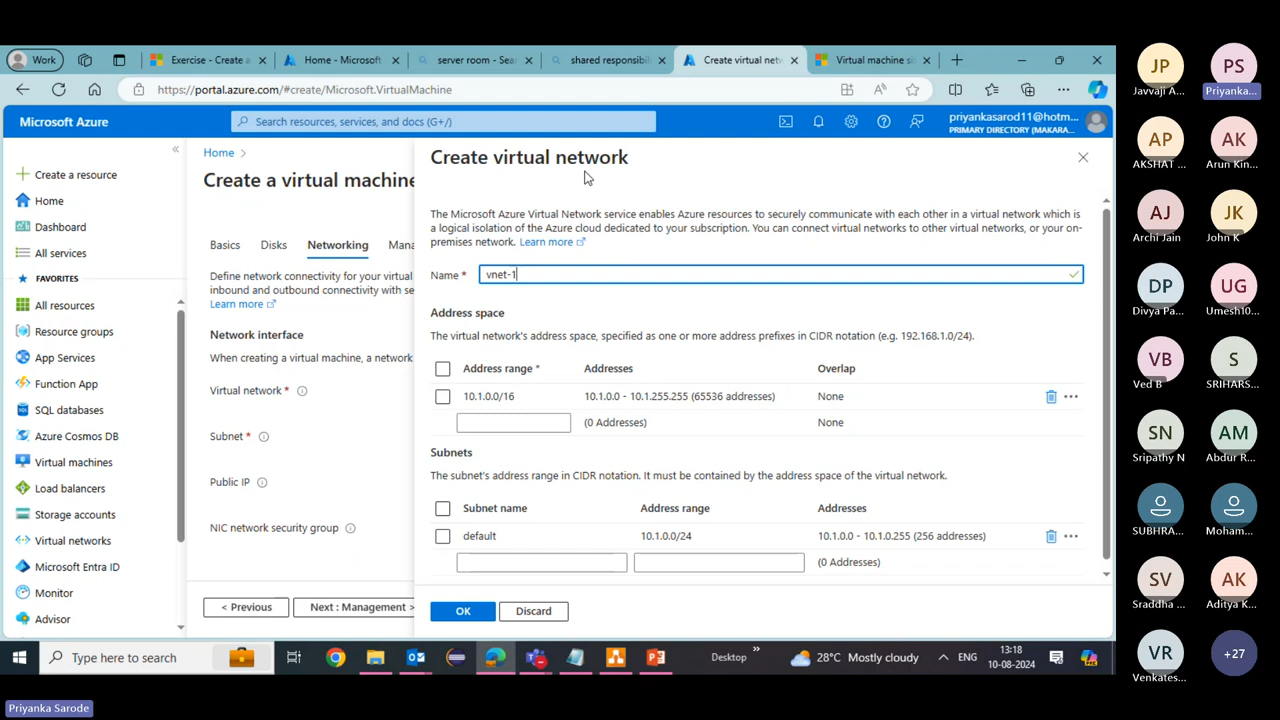 Work
Exercise - Create a
Home - Microsoft
server room - Sea
shared responsibil
Create virtual netw
Virtual machine si
https://portal.azure.com/#create/Microsoft.VirtualMachine
Microsoft Azure
Search resources, services, and docs (G+/)
priyankasarod11@hotm...
PRIMARY DIRECTORY (MAKARA...
Create a resource
Home
Dashboard
All services
FAVORITES
All resources
Resource groups
App Services
Function App
SQL databases
Azure Cosmos DB
Virtual machines
Load balancers
Storage accounts
Virtual networks
Microsoft Entra ID
Monitor
Advisor
Home >
Create a virtual machine
Basics Disks Networking Mana
Define network connectivity for your virtual
inbound and outbound connectivity with se
Learn more
Network interface
When creating a virtual machine, a network
Virtual network *
Subnet *
Public IP
NIC network security group
< Previous
Next : Management >
Create virtual network
The Microsoft Azure Virtual Network service enables Azure resources to securely communicate with each other in a virtual network which is
a logical isolation of the Azure cloud dedicated to your subscription. You can connect virtual networks to other virtual networks, or your on-
premises network. Learn more
Name * vnet-1
Address space
The virtual network's address space, specified as one or more address prefixes in CIDR notation (e.g. 192.168.1.0/24).
Address range * Addresses Overlap
10.1.0.0/16 10.1.0.0 - 10.1.255.255 (65536 addresses) None
(0 Addresses) None
Subnets
The subnet's address range in CIDR notation. It must be contained by the address space of the virtual network.
Subnet name Address range Addresses
default 10.1.0.0/24 10.1.0.0 - 10.1.0.255 (256 addresses)
(0 Addresses)
OK
Discard
Type here to search
Desktop
28°C Mostly cloudy
ENG
13:18
10-08-2024
JP
Javvaji A...
PS
Priyanka...
AP
AKSHAT ...
AK
Arun Kin...
AJ
Archi Jain
JK
John K
DP
Divya Pa...
UG
Umesh10...
VB
Ved B
S
SRIHARS...
SN
Sripathy N
AM
Abdur R...
SUBHRA...
Moham...
SV
Sraddha ...
AK
Aditya K...
VR
Venkates...
+27
Priyanka Sarode